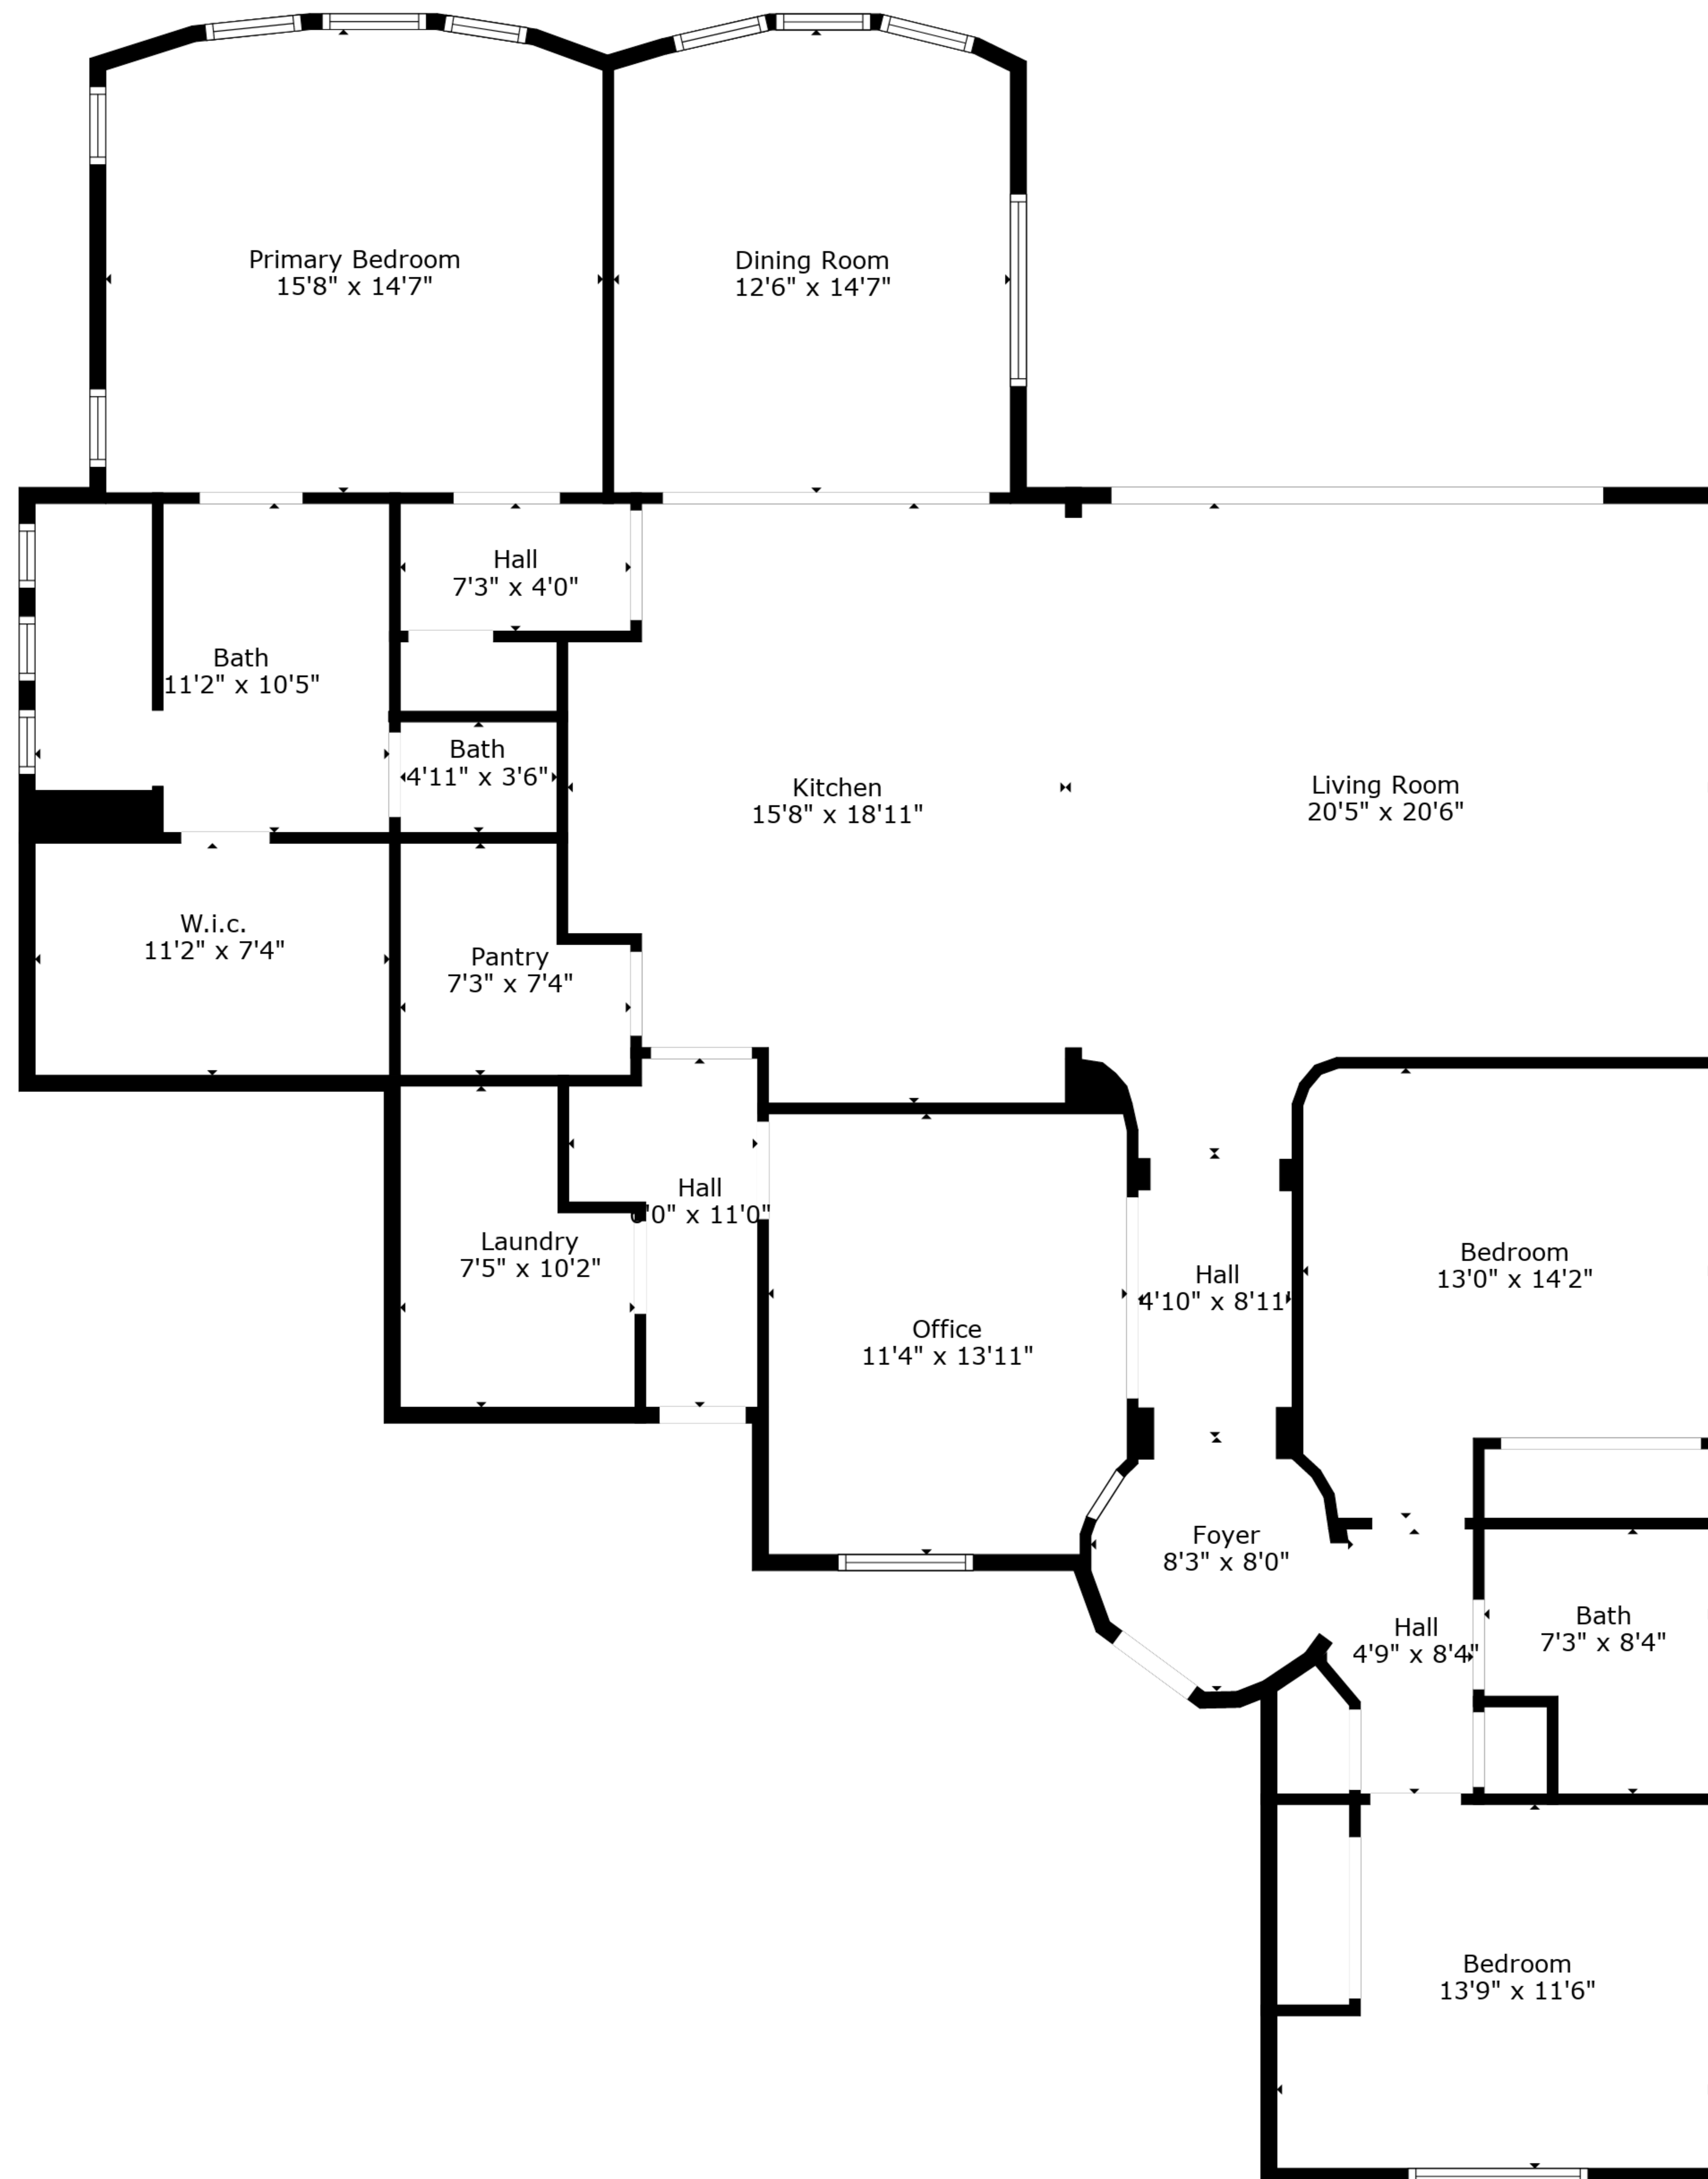 Primary Bedroom
15'8" x 14'7"
Dining Room
12'6" x 14'7"
Hall
7'3" x 4'0"
Bath
11'2" x 10'5"
Bath
4'11" x 3'6"
Kitchen
15'8" x 18'11"
Living Room
20'5" x 20'6"
W.i.c.
11'2" x 7'4"
Pantry
7'3" x 7'4"
Hall
6'0" x 11'0"
Laundry
7'5" x 10'2"
Office
11'4" x 13'11"
Hall
4'10" x 8'11"
Bedroom
13'0" x 14'2"
Foyer
8'3" x 8'0"
Hall
4'9" x 8'4"
Bath
7'3" x 8'4"
Bedroom
13'9" x 11'6"